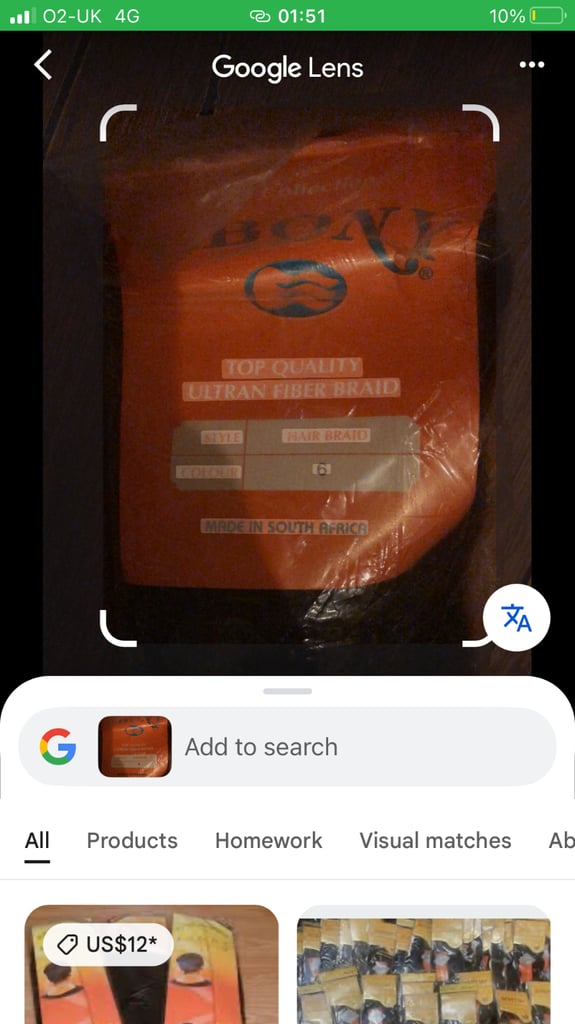 O2-UK 4G 01:51 10%
Google Lens
BONY
®
TOP QUALITY
ULTRAN FIBER BRAID
STYLE HAIR BRAID
COLOUR 6
MADE IN SOUTH AFRICA
Add to search
All Products Homework Visual matches Ab
US$12*